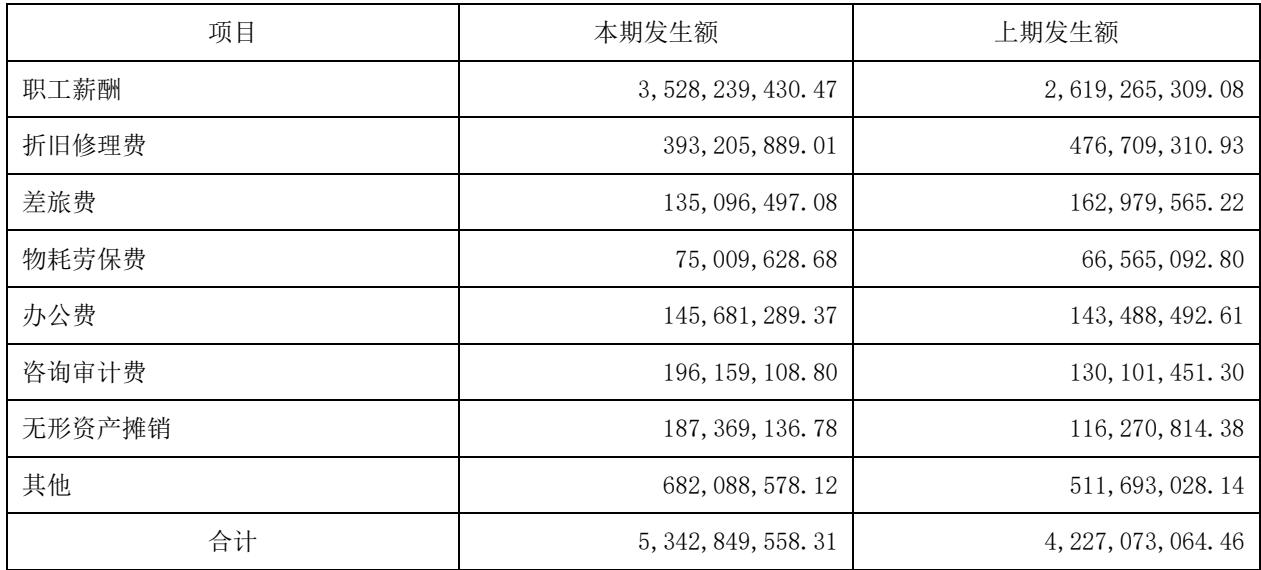 项目 本期发生额 上期发生额
职工薪酬 3,528,239,430.47 2,619,265,309.08
折旧修理费 393,205,889.01 476,709,310.93
差旅费 135,096,497.08 162,979,565.22
物耗劳保费 75,009,628.68 66,565,092.80
办公费 145,681,289.37 143,488,492.61
咨询审计费 196,159,108.80 130,101,451.30
无形资产摊销 187,369,136.78 116,270,814.38
其他 682,088,578.12 511,693,028.14
合计 5,342,849,558.31 4,227,073,064.46